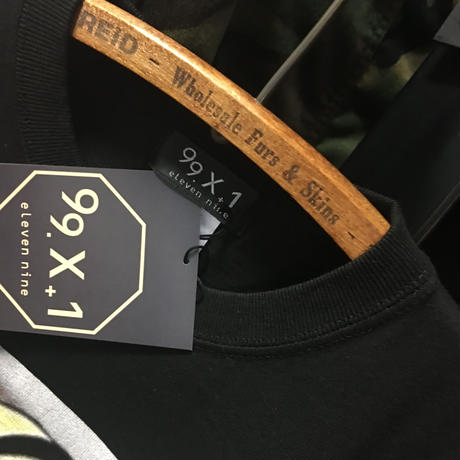 REID - Wholesale Furs & Skins -
99.X+1
eleven nine
99.X+1
eleven nine